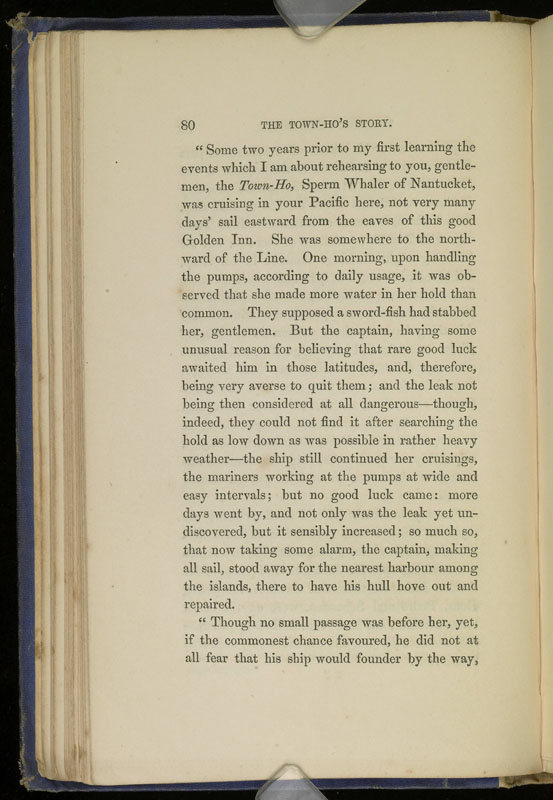 80 THE TOWN-HO'S STORY.
“ Some two years prior to my first learning the
events which I am about rehearsing to you, gentle-
men, the Town-Ho, Sperm Whaler of Nantucket,
was cruising in your Pacific here, not very many
days' sail eastward from the eaves of this good
Golden Inn. She was somewhere to the north-
ward of the Line. One morning, upon handling
the pumps, according to daily usage, it was ob-
served that she made more water in her hold than
common. They supposed a sword-fish had stabbed
her, gentlemen. But the captain, having some
unusual reason for believing that rare good luck
awaited him in those latitudes, and, therefore,
being very averse to quit them; and the leak not
being then considered at all dangerous—though,
indeed, they could not find it after searching the
hold as low down as was possible in rather heavy
weather—the ship still continued her cruisings,
the mariners working at the pumps at wide and
easy intervals; but no good luck came: more
days went by, and not only was the leak yet un-
discovered, but it sensibly increased; so much so,
that now taking some alarm, the captain, making
all sail, stood away for the nearest harbour among
the islands, there to have his hull hove out and
repaired.
“ Though no small passage was before her, yet,
if the commonest chance favoured, he did not at
all fear that his ship would founder by the way,